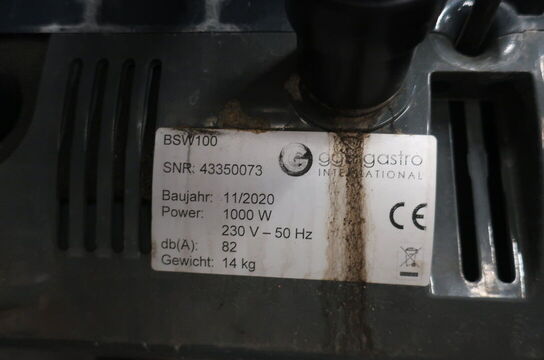 BSW100
SNR: 43350073
ggm gastro
INTERNATIONAL
Baujahr: 11/2020
Power: 1000 W
230 V – 50 Hz
db(A): 82
Gewicht: 14 kg
CE